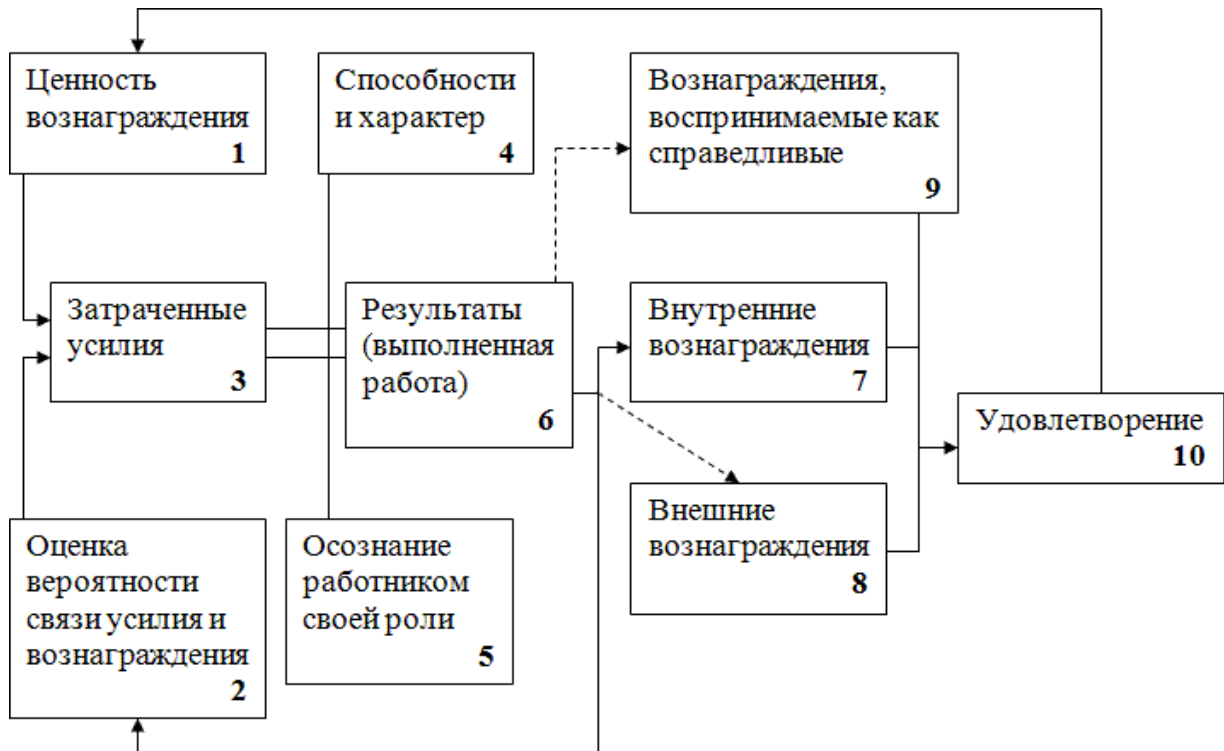 Ценность
вознаграждения
1
Способности
и характер
4
Вознаграждения,
воспринимаемые как
справедливые
9
Затраченные
усилия
3
Результаты
(выполненная
работа)
6
Внутренние
вознаграждения
7
Удовлетворение
10
Оценка
вероятности
связи усилия и
вознаграждения
2
Осознание
работником
своей роли
5
Внешние
вознаграждения
8